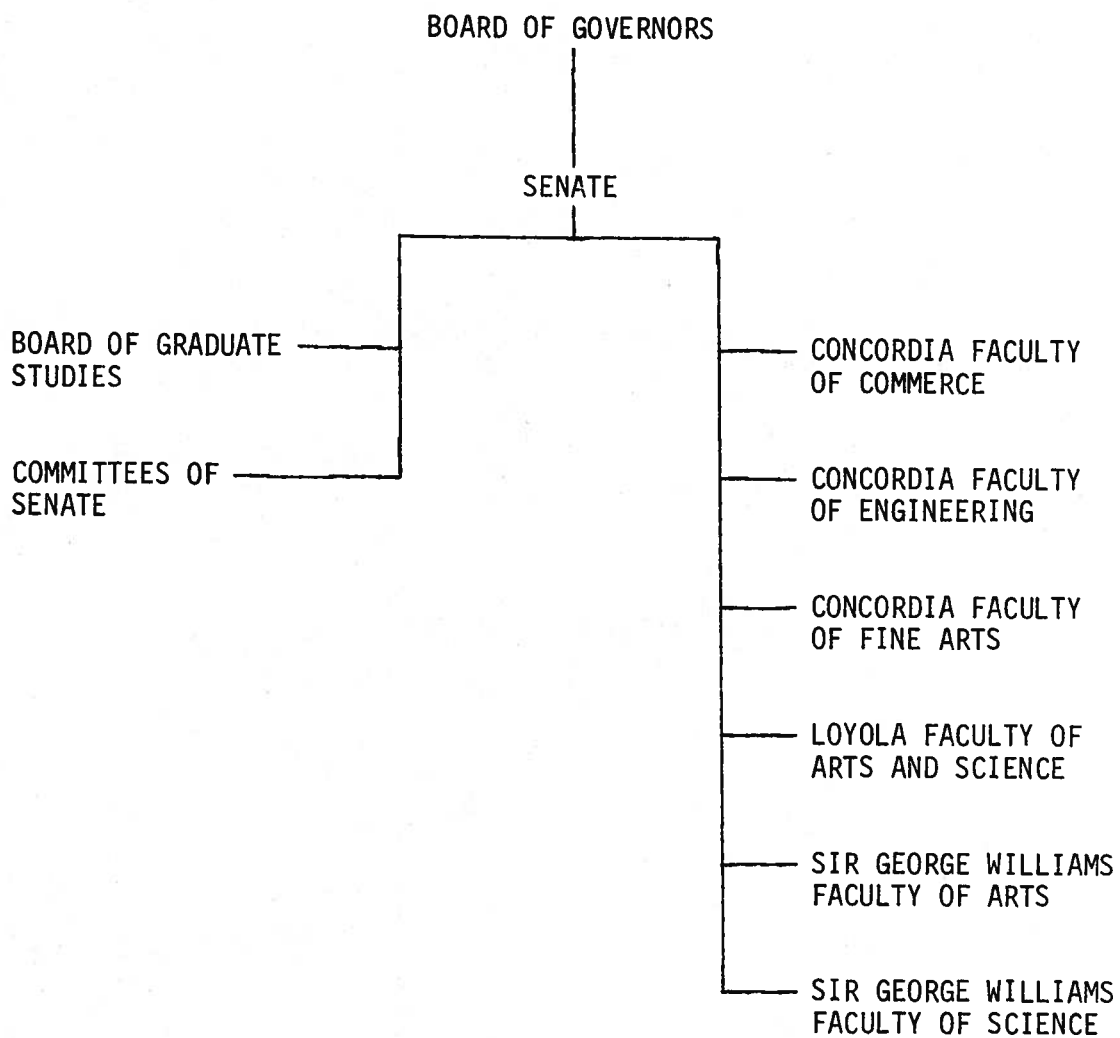 BOARD OF GOVERNORS
SENATE
BOARD OF GRADUATE
STUDIES
COMMITTEES OF
SENATE
CONCORDIA FACULTY
OF COMMERCE
CONCORDIA FACULTY
OF ENGINEERING
CONCORDIA FACULTY
OF FINE ARTS
LOYOLA FACULTY OF
ARTS AND SCIENCE
SIR GEORGE WILLIAMS
FACULTY OF ARTS
SIR GEORGE WILLIAMS
FACULTY OF SCIENCE